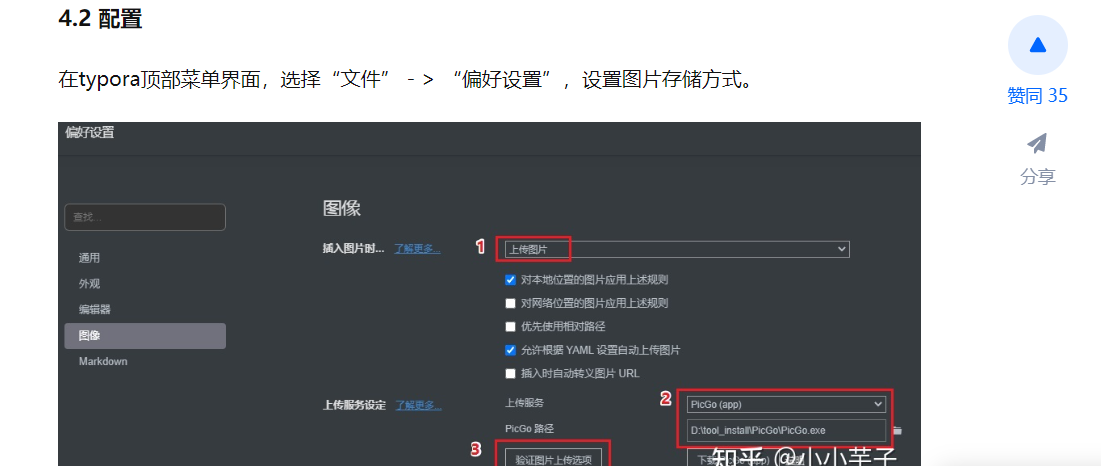 4.2 配置
在typora顶部菜单界面，选择“文件” - > “偏好设置”，设置图片存储方式。
赞同 35
分享
偏好设置
查找...
通用
外观
编辑器
图像
Markdown
图像
插入图片时... 了解更多... 1 上传图片
对本地位置的图片应用上述规则
对网络位置的图片应用上述规则
优先使用相对路径
允许根据 YAML 设置自动上传图片
插入时自动转义图片 URL
上传服务设定 了解更多... 上传服务 2 PicGo (app)
PicGo 路径 D:\tool_install\PicGo\PicGo.exe
3 验证图片上传选项
知乎 @小小芋子